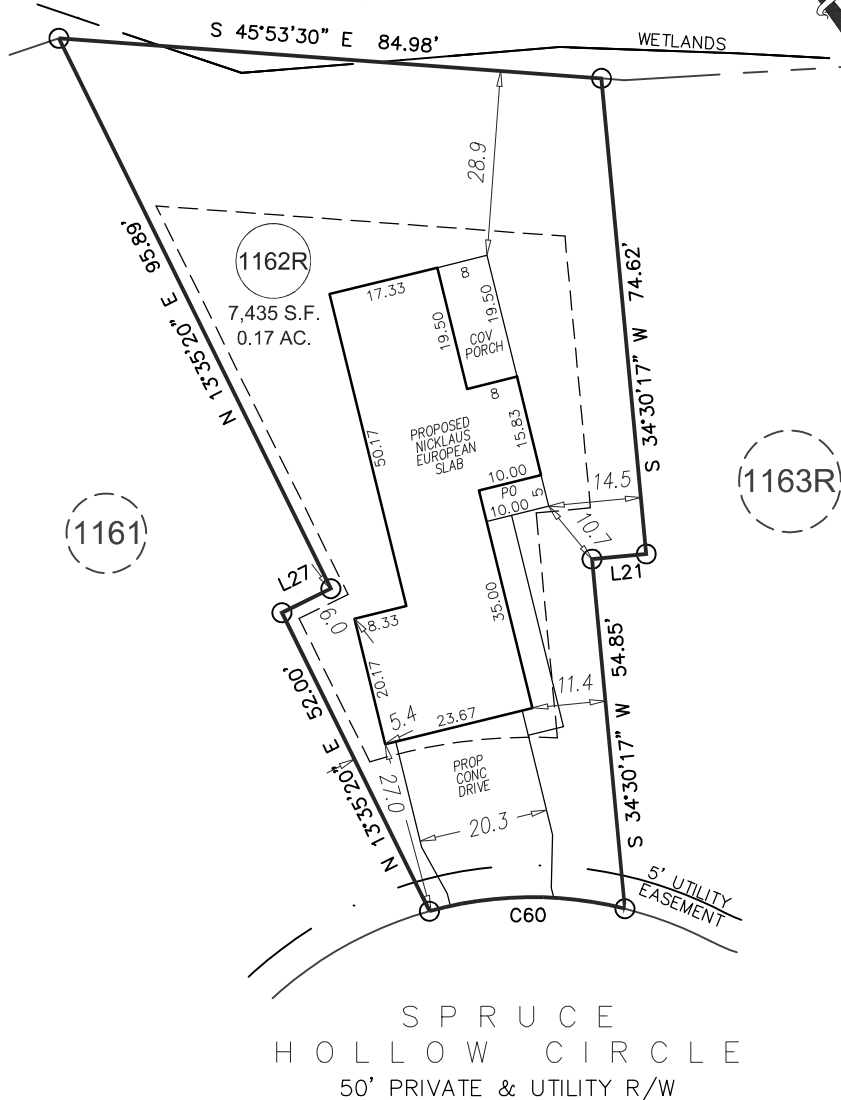 S 45°53'30" E 84.98'
WETLANDS
28.9
N 13°35'20" E 95.89'
1162R
7,435 S.F.
0.17 AC.
S 34°30'17" W 74.62'
17.33
8
19.50
19.50
COV
PORCH
8
15.83
50.17
PROPOSED
NICKLAUS
EUROPEAN
SLAB
10.00
PO
10.00
5
14.5
10.7
1163R
1161
L27
L21
0.9
8.33
35.00
20.17
N 13°35'20" E 52.00'
S 34°30'17" W 54.85'
11.4
5.4
23.67
27.0
PROP
CONC
DRIVE
20.3
5' UTILITY
EASEMENT
C60
SPRUCE
HOLLOW CIRCLE
50' PRIVATE & UTILITY R/W